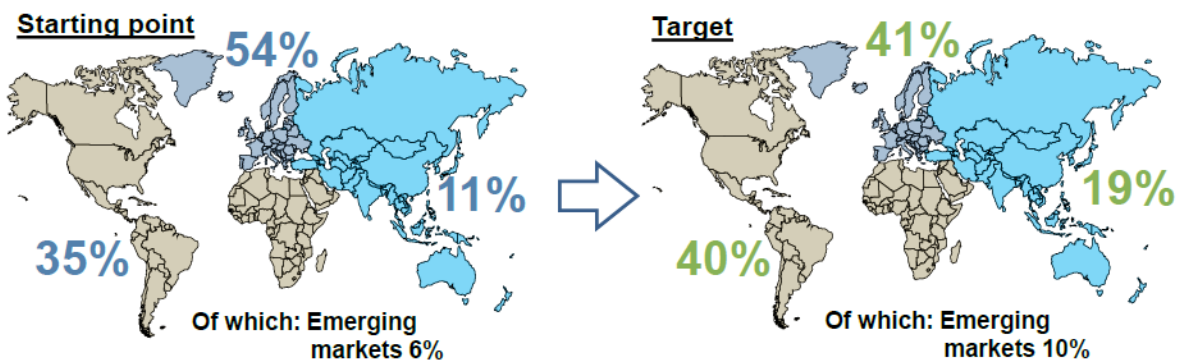 Starting point
54%
11%
35%
Of which: Emerging
markets 6%
Target
41%
19%
40%
Of which: Emerging
markets 10%